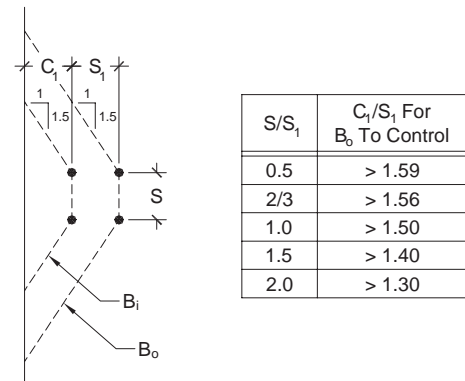 C₁ S₁
1 1
1.5 1.5
S
Bᵢ
Bₒ
S/S₁ C₁/S₁ For
Bₒ To Control
0.5 > 1.59
2/3 > 1.56
1.0 > 1.50
1.5 > 1.40
2.0 > 1.30